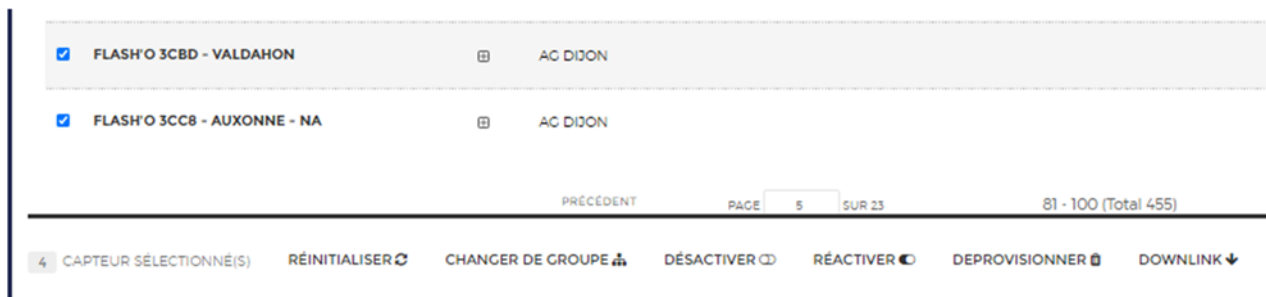 FLASH'O 3CBD - VALDAHON AG DIJON
FLASH'O 3CC8 - AUXONNE - NA AG DIJON
PRÉCÉDENT PAGE 5 SUR 23 81 - 100 (Total 455)
4 CAPTEUR SÉLECTIONNÉ(S) RÉINITIALISER CHANGER DE GROUPE DÉSACTIVER RÉACTIVER DEPROVISIONNER DOWNLINK